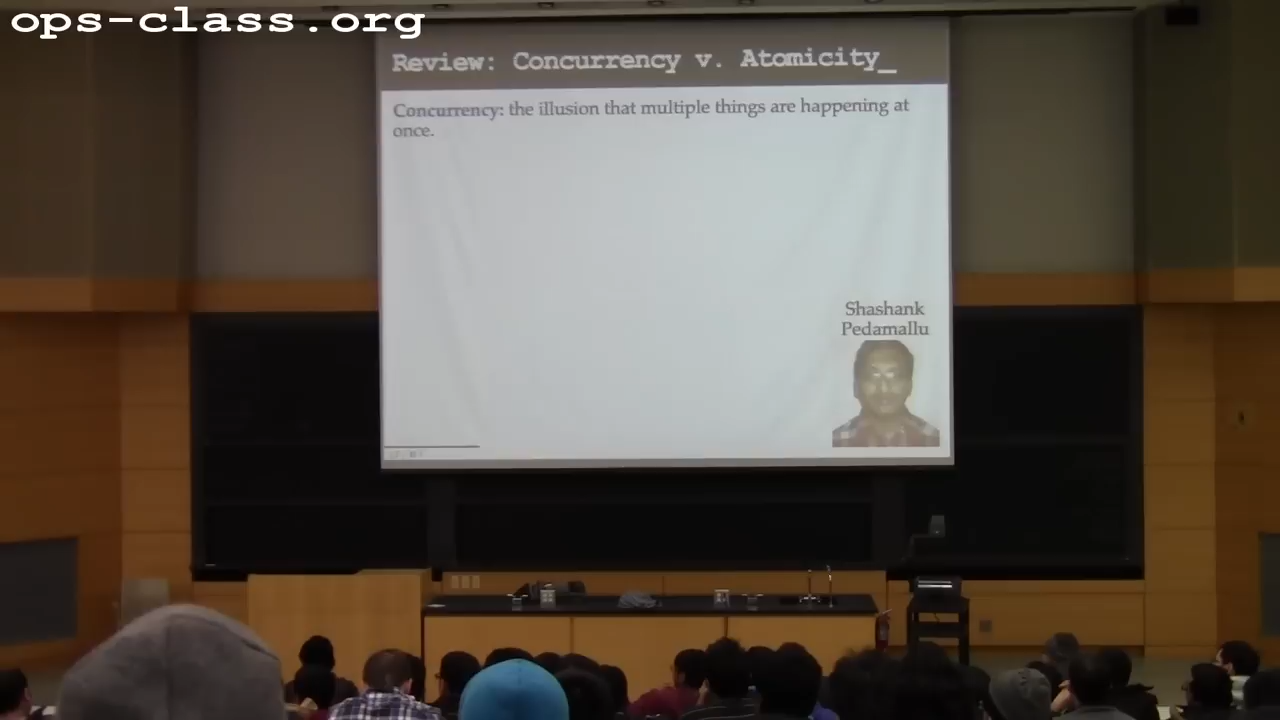 ops-class.org
Review: Concurrency v. Atomicity_
Concurrency: the illusion that multiple things are happening at
once.
Shashank
Pedamallu